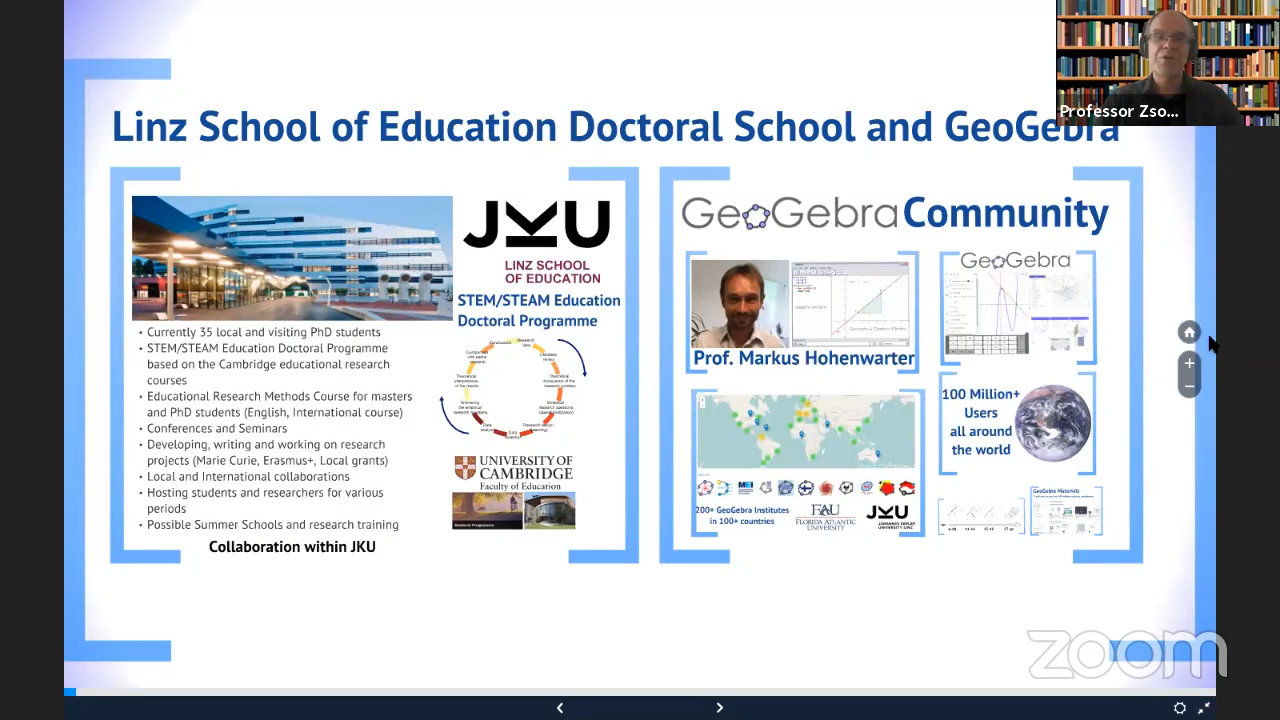 Professor Zso...
Linz School of Education Doctoral School and GeoGebra
JKU
LINZ SCHOOL
OF EDUCATION
STEM/STEAM Education
Doctoral Programme
• Currently 35 local and visiting PhD students
• STEM/STEAM Education Doctoral Programme
based on the Cambridge educational research
courses
• Educational Research Methods Course for masters
and PhD students (English, International course)
• Conferences and Seminars
• Developing, writing and working on research
projects (Marie Curie, Erasmus+, Local grants)
• Local and International collaborations
• Hosting students and researchers for various
periods
• Possible Summer Schools and research training
Collaboration within JKU
UNIVERSITY OF
CAMBRIDGE
Faculty of Education
GeoGebra Community
Prof. Markus Hohenwarter
GeoGebra
100 Million+
Users
all around
the world
200+ GeoGebra Institutes
in 100+ countries
FAU
FLORIDA ATLANTIC
UNIVERSITY
JKU
JOHANNES KEPLER
UNIVERSITY LINZ
GeoGebra Materials
zoom